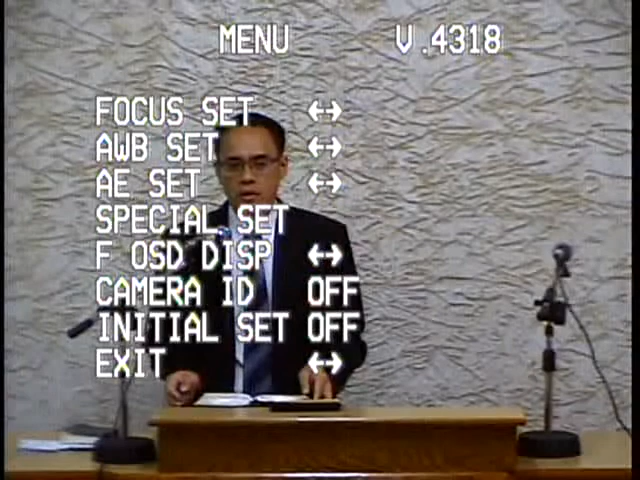 MENU V.4318
FOCUS SET ↔
AWB SET ↔
AE SET ↔
SPECIAL SET
F OSD DISP ↔
CAMERA ID OFF
INITIAL SET OFF
EXIT ↔